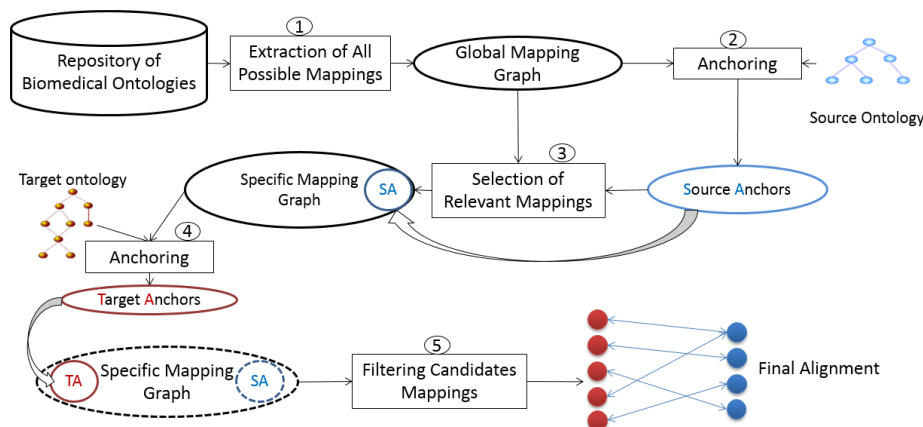 1
Repository of
Biomedical Ontologies
Extraction of All
Possible Mappings
Global Mapping
Graph
2
Anchoring
Source Ontology
Target ontology
Specific Mapping
Graph
SA
3
Selection of
Relevant Mappings
Source Anchors
4
Anchoring
Target Anchors
TA
Specific Mapping
Graph
SA
5
Filtering Candidates
Mappings
Final Alignment